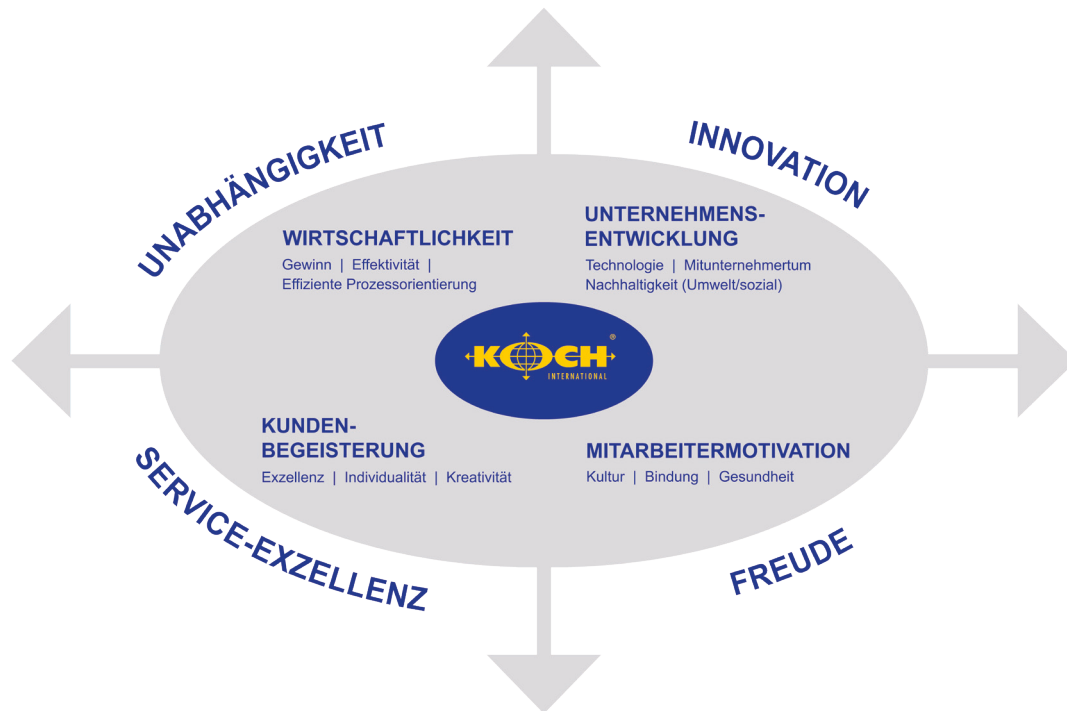 UNABHÄNGIGKEIT
INNOVATION
WIRTSCHAFTLICHKEIT
Gewinn | Effektivität |
Effiziente Prozessorientierung
UNTERNEHMENS-
ENTWICKLUNG
Technologie | Mitunternehmertum
Nachhaltigkeit (Umwelt/sozial)
KOCH®
INTERNATIONAL
KUNDEN-
BEGEISTERUNG
Exzellenz | Individualität | Kreativität
MITARBEITERMOTIVATION
Kultur | Bindung | Gesundheit
SERVICE-EXZELLENZ
FREUDE